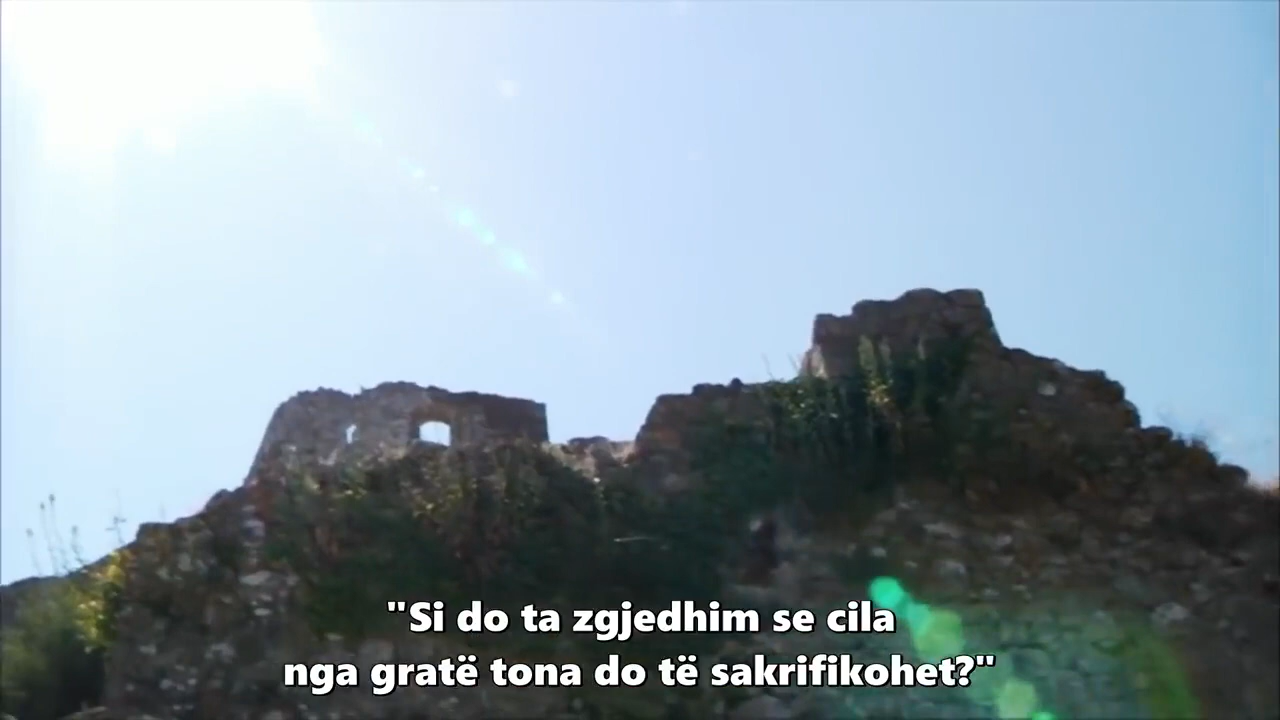 "Si do ta zgjedhim se cila
nga gratë tona do të sakrifikohet?"